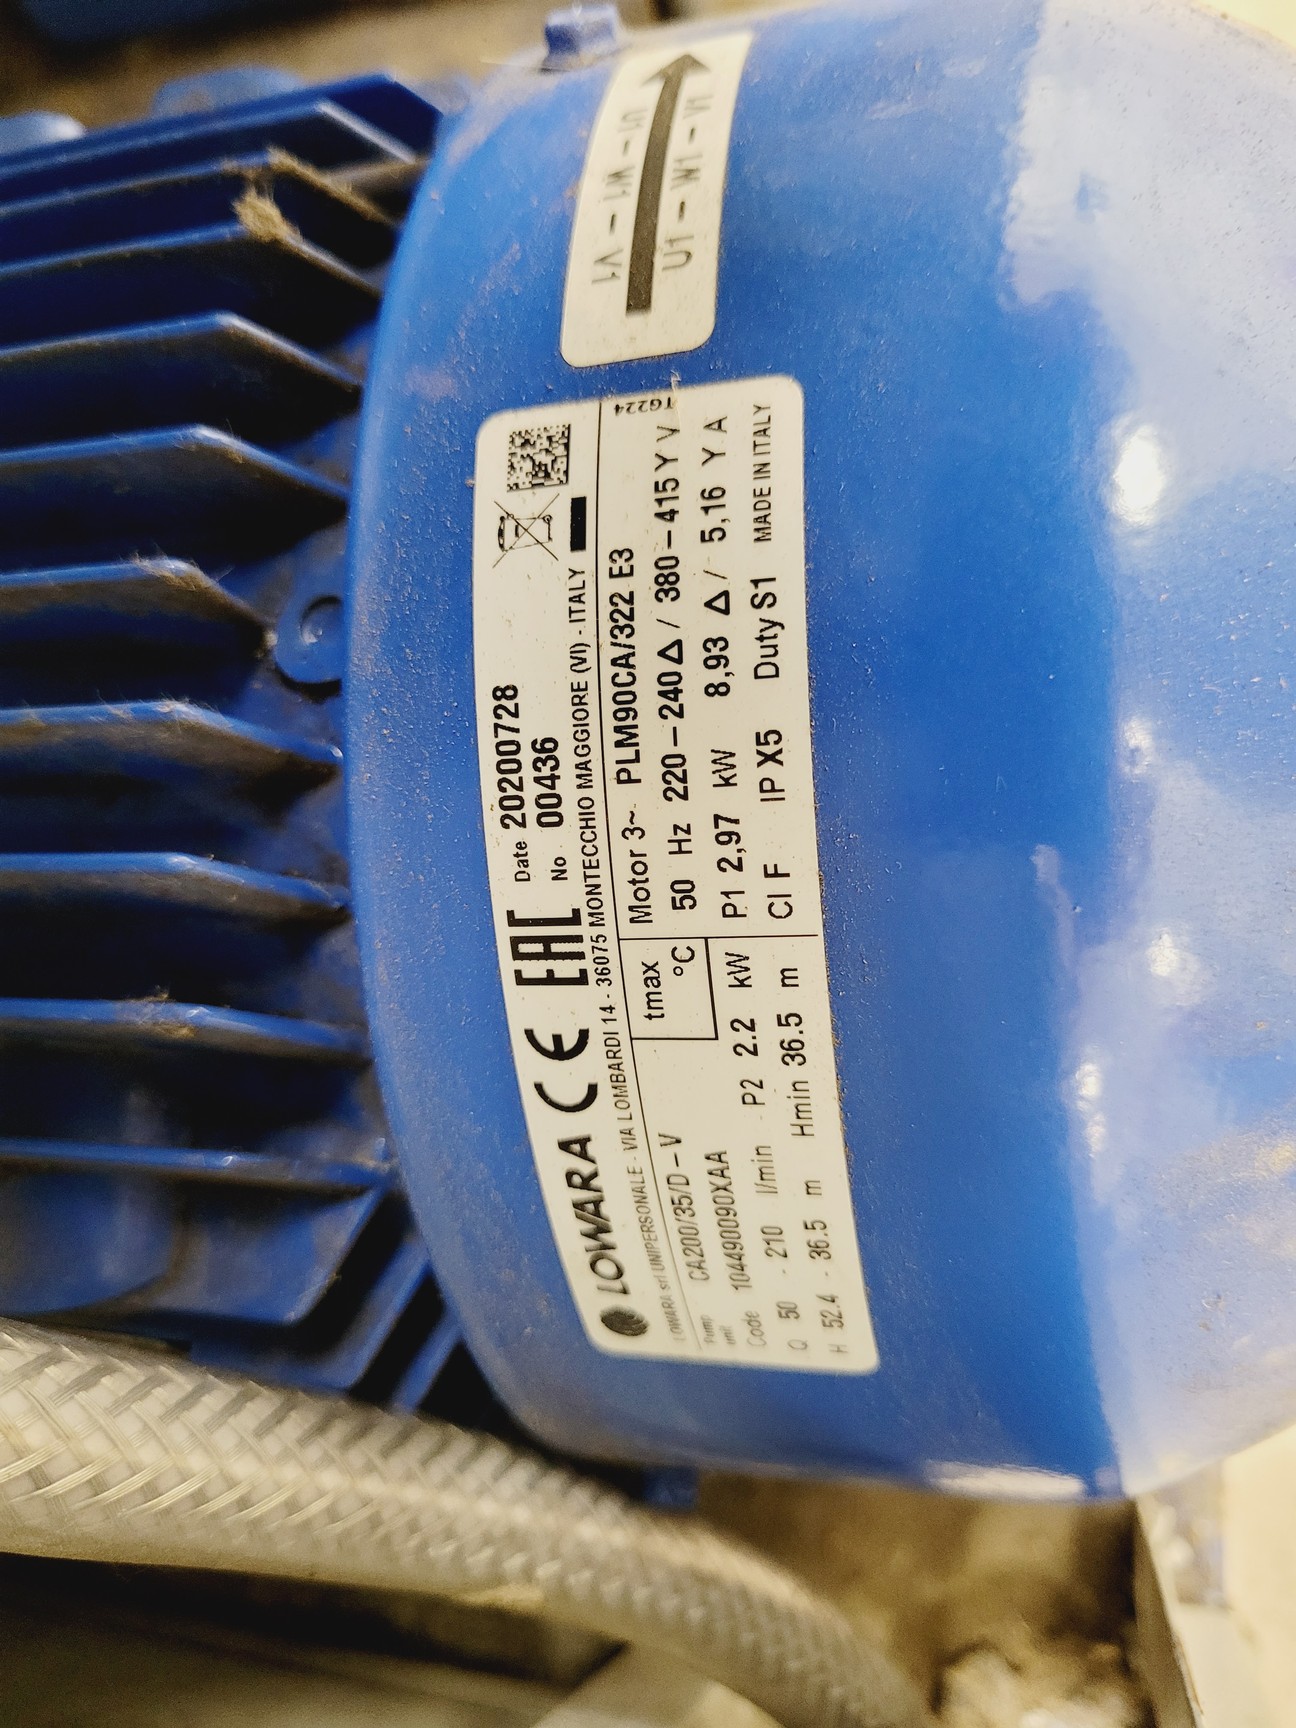 V1 – W1 – U1
U1 – W1 – V1
LOWARA CE EAC
Date 20200728
No 00436
LOWARA srl UNIPERSONALE - VIA LOMBARDI 14 - 36075 MONTECCHIO MAGGIORE (VI) - ITALY
Pump unit CA200/35/D – V
Code 104490090XAA
Q 50 - 210 l/min P2 2.2 kW
H 52.4 - 36.5 m Hmin 36.5 m
tmax °C
Motor 3~ PLM90CA/322 E3
50 Hz 220 – 240 Δ / 380 – 415 Y V
P1 2,97 kW 8,93 Δ / 5,16 Y A
Cl F IP X5 Duty S1 MADE IN ITALY
TG224